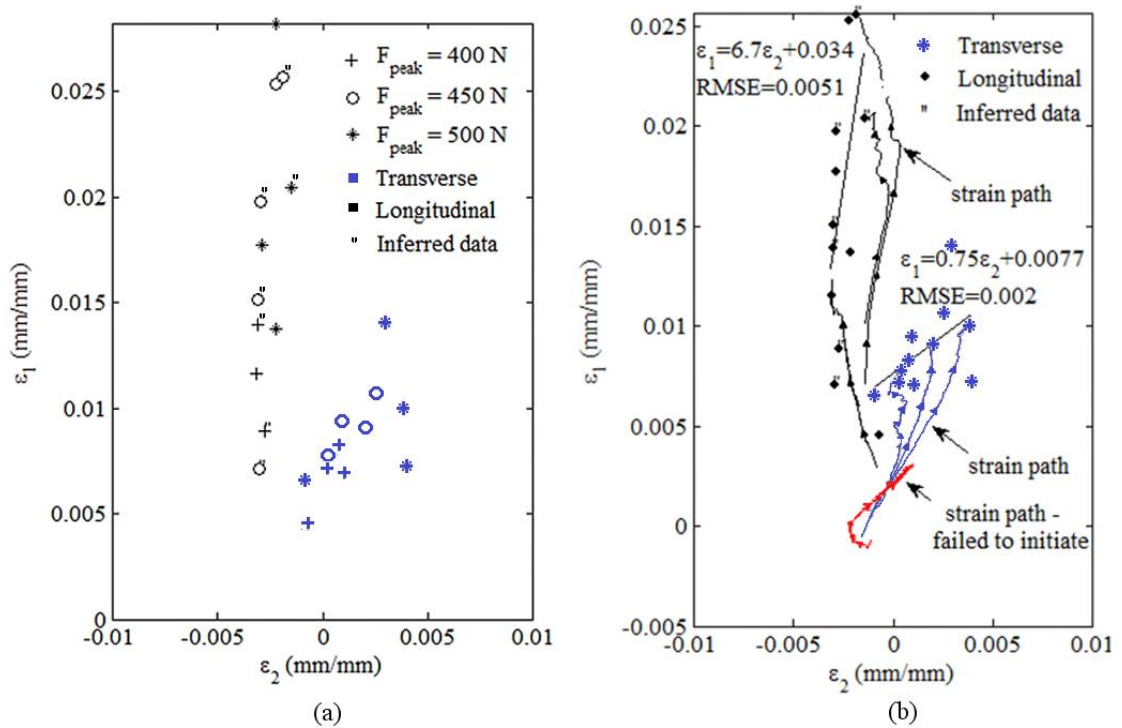 0.025
0.02
0.015
0.01
0.005
0
-0.01
-0.005
0
0.005
0.01
ε1 (mm/mm)
ε2 (mm/mm)
+ Fpeak = 400 N
○ Fpeak = 450 N
* Fpeak = 500 N
■ Transverse
■ Longitudinal
" Inferred data
(a)
0.025
0.02
0.015
0.01
0.005
0
-0.005
-0.01
-0.005
0
0.005
0.01
ε1 (mm/mm)
ε2 (mm/mm)
ε1=6.7ε2+0.034
RMSE=0.0051
* Transverse
◆ Longitudinal
" Inferred data
strain path
ε1=0.75ε2+0.0077
RMSE=0.002
strain path
strain path -
failed to initiate
(b)